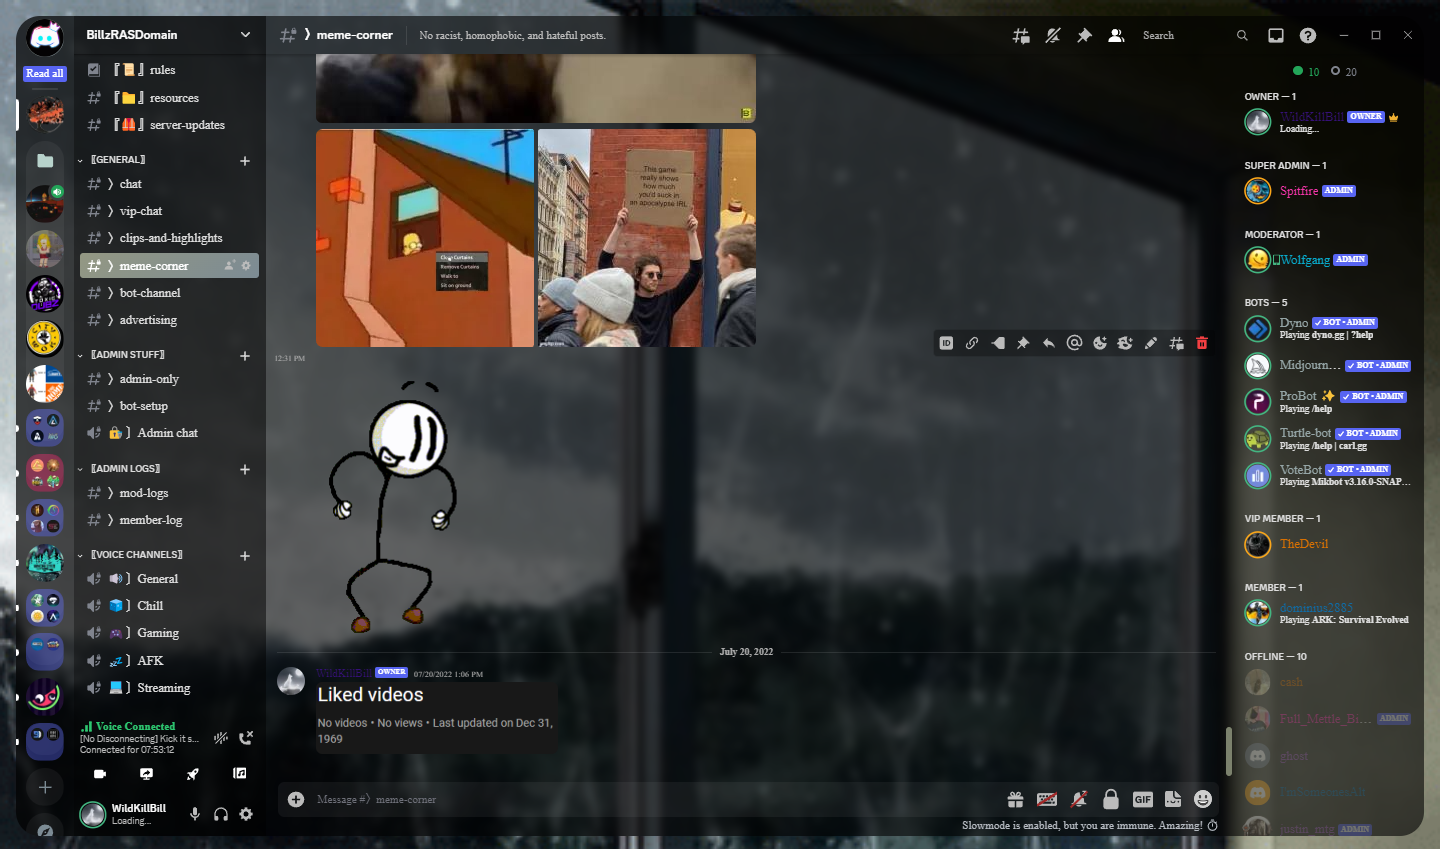 Read all
BillzRASDomain
rules
resources
server-updates
[GENERAL]
chat
vip-chat
clips-and-highlights
meme-corner
bot-channel
advertising
[ADMIN STUFF]
admin-only
bot-setup
Admin chat
[ADMIN LOGS]
mod-logs
member-log
[VOICE CHANNELS]
General
Chill
Gaming
AFK
Streaming
Voice Connected
[No Disconnecting] Kick it s...
Connected for 07:53:12
WildKillBill
Loading...
meme-corner
No racist, homophobic, and hateful posts.
Search
Remove Curtains
Walk to
Sit on ground
This game
really shows
how much
you'd suck in
an apocalypse IRL
12:31 PM
ID
July 20, 2022
WildKillBill OWNER 07/20/2022 1:06 PM
Liked videos
No videos • No views • Last updated on Dec 31,
1969
Message #〉meme-corner
GIF
Slowmode is enabled, but you are immune. Amazing!
10 20
OWNER — 1
WildKillBill OWNER
Loading...
SUPER ADMIN — 1
Spitfire ADMIN
MODERATOR — 1
Wolfgang ADMIN
BOTS — 5
Dyno ✓ BOT • ADMIN
Playing dyno.gg | ?help
Midjourn... ✓ BOT • ADMIN
ProBot ✨ ✓ BOT • ADMIN
Playing /help
Turtle-bot ✓ BOT • ADMIN
Playing /help | carl.gg
VoteBot ✓ BOT • ADMIN
Playing Mikbot v3.16.0-SNAP...
VIP MEMBER — 1
TheDevil
MEMBER — 1
dominius2885
Playing ARK: Survival Evolved
OFFLINE — 10
cash
Full_Mettle_Bi... ADMIN
ghost
justin_mtg ADMIN